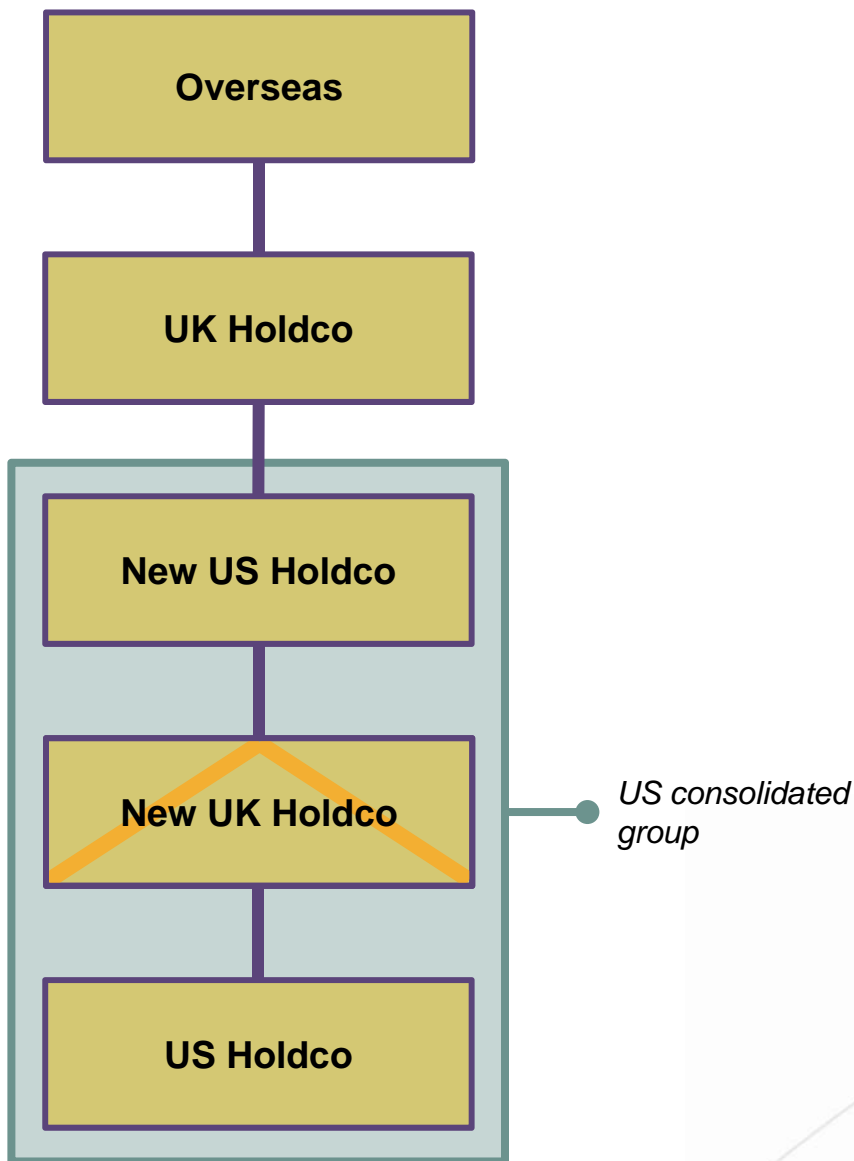 Overseas
UK Holdco
New US Holdco
New UK Holdco
US consolidated
group
US Holdco